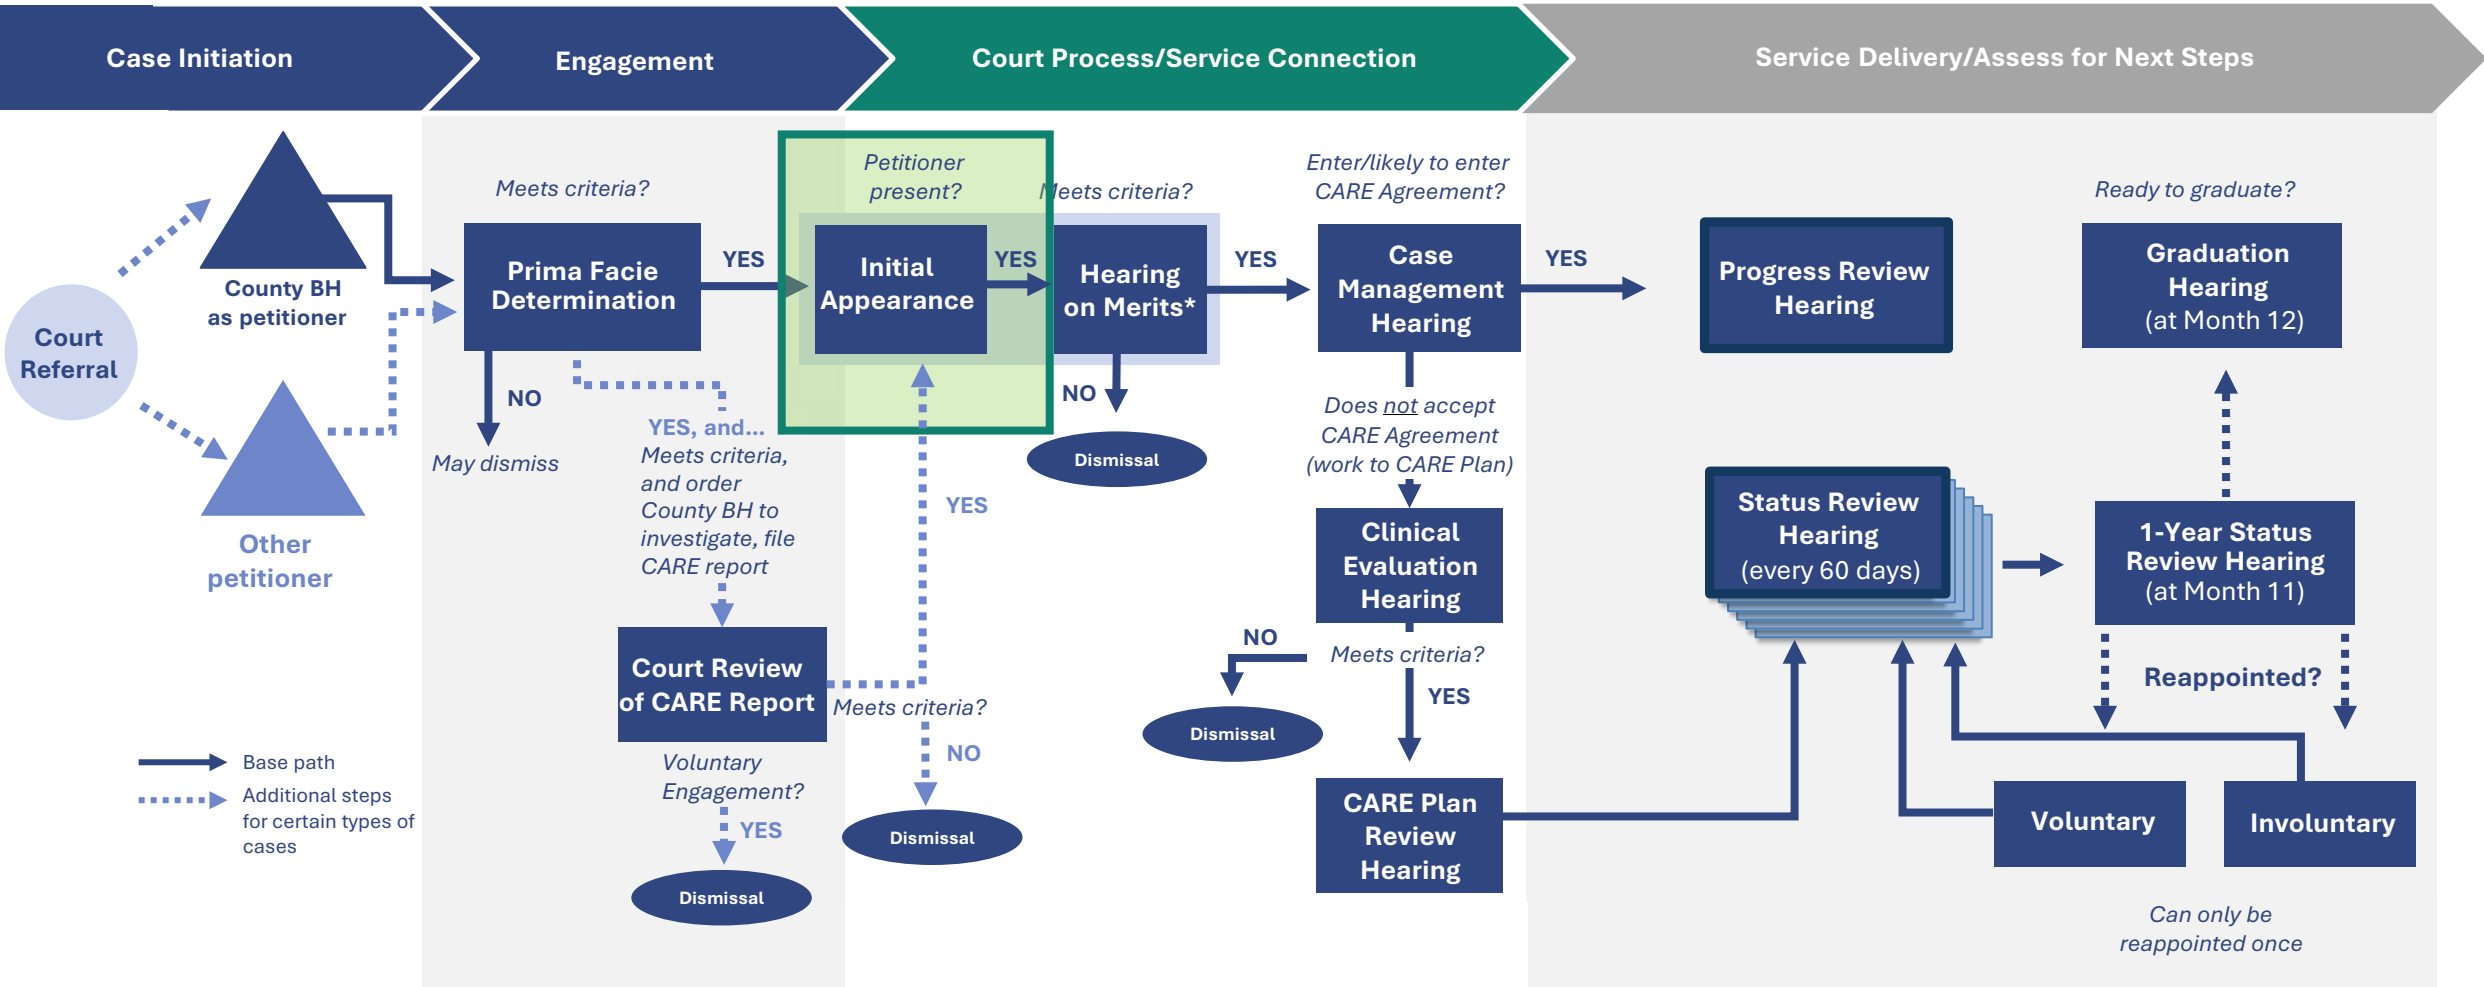 Case Initiation
Engagement
Court Process/Service Connection
Service Delivery/Assess for Next Steps
Court
Referral
County BH
as petitioner
Other
petitioner
Base path
Additional steps
for certain types of
cases
Meets criteria?
Prima Facie
Determination
YES
NO
May dismiss
YES, and...
Meets criteria,
and order
County BH to
investigate, file
CARE report
Court Review
of CARE Report
Voluntary
Engagement?
YES
Dismissal
Meets criteria?
YES
NO
Dismissal
Petitioner
present?
Initial
Appearance
YES
Meets criteria?
Hearing
on Merits*
YES
NO
Dismissal
Enter/likely to enter
CARE Agreement?
Case
Management
Hearing
YES
Does not accept
CARE Agreement
(work to CARE Plan)
Clinical
Evaluation
Hearing
Meets criteria?
NO
Dismissal
YES
CARE Plan
Review
Hearing
Progress Review
Hearing
Status Review
Hearing
(every 60 days)
Ready to graduate?
Graduation
Hearing
(at Month 12)
1-Year Status
Review Hearing
(at Month 11)
Reappointed?
Voluntary
Involuntary
Can only be
reappointed once